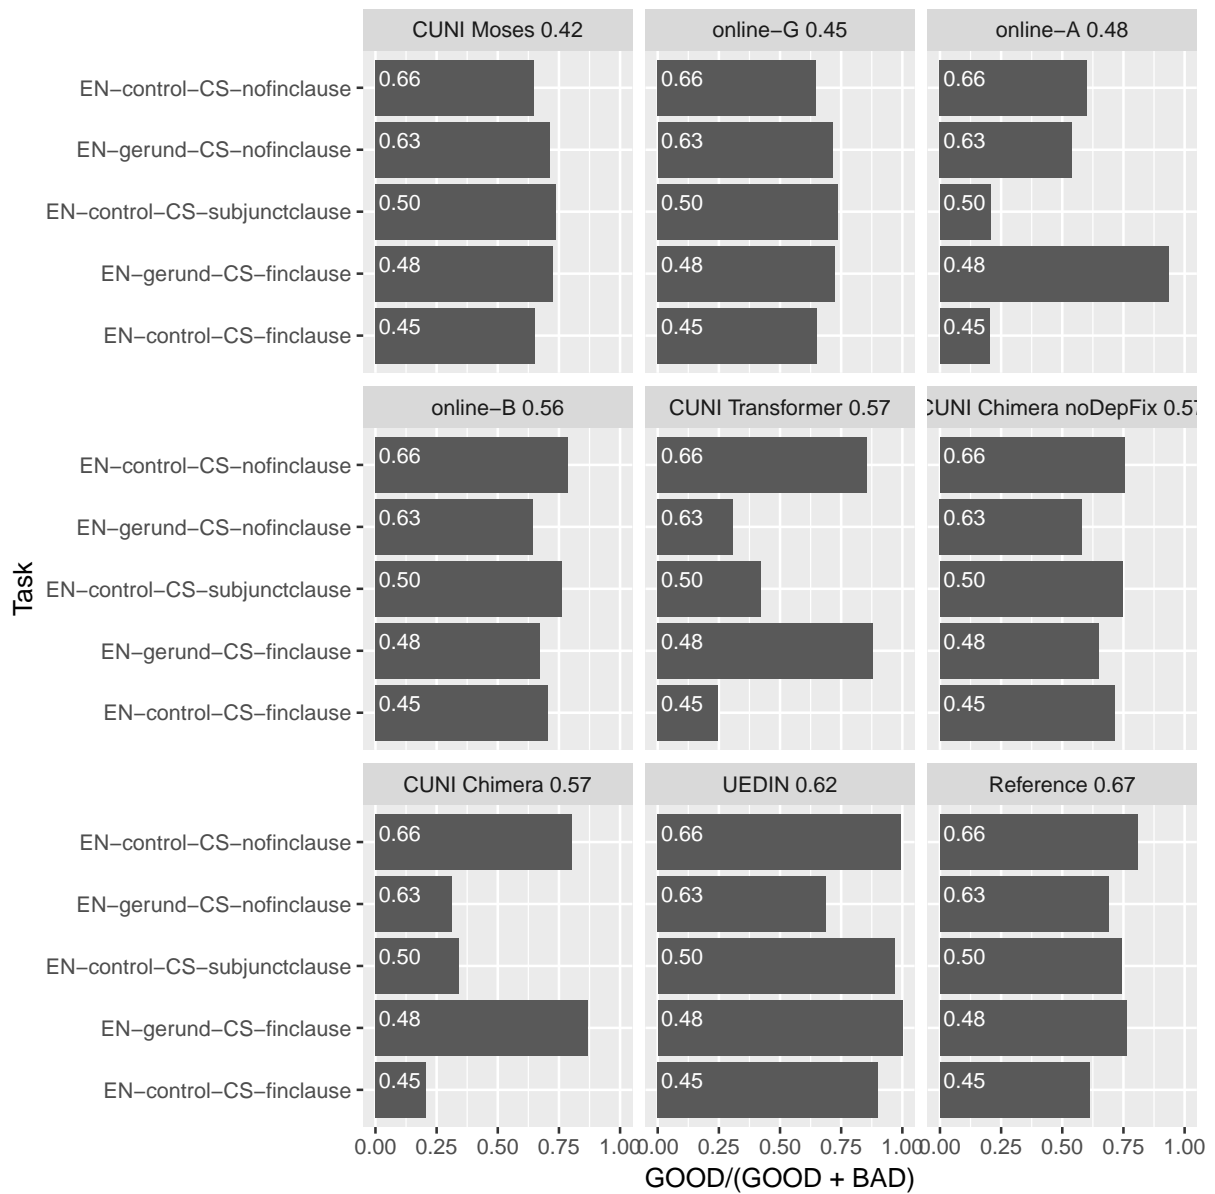 CUNI Moses 0.42
online−G 0.45
online−A 0.48
EN−control−CS−nofinclause 0.66 0.66 0.66
EN−gerund−CS−nofinclause 0.63 0.63 0.63
EN−control−CS−subjunctclause 0.50 0.50 0.50
EN−gerund−CS−finclause 0.48 0.48 0.48
EN−control−CS−finclause 0.45 0.45 0.45
online−B 0.56
CUNI Transformer 0.57
CUNI Chimera noDepFix 0.57
EN−control−CS−nofinclause 0.66 0.66 0.66
EN−gerund−CS−nofinclause 0.63 0.63 0.63
EN−control−CS−subjunctclause 0.50 0.50 0.50
EN−gerund−CS−finclause 0.48 0.48 0.48
EN−control−CS−finclause 0.45 0.45 0.45
Task
CUNI Chimera 0.57
UEDIN 0.62
Reference 0.67
EN−control−CS−nofinclause 0.66 0.66 0.66
EN−gerund−CS−nofinclause 0.63 0.63 0.63
EN−control−CS−subjunctclause 0.50 0.50 0.50
EN−gerund−CS−finclause 0.48 0.48 0.48
EN−control−CS−finclause 0.45 0.45 0.45
0.00 0.25 0.50 0.75 1.00 0.00 0.25 0.50 0.75 1.00 0.00 0.25 0.50 0.75 1.00
GOOD/(GOOD + BAD)